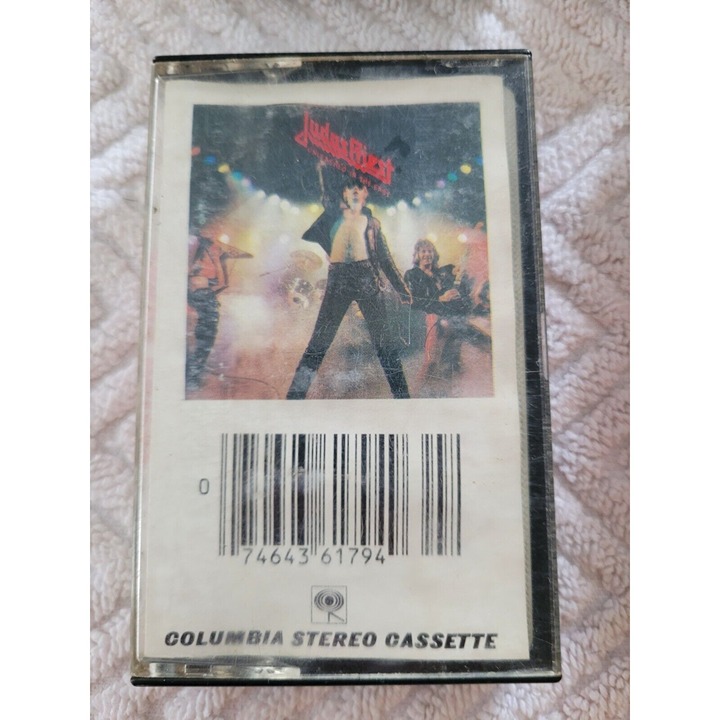 Judas Priest
0
74643 61794
COLUMBIA STEREO CASSETTE